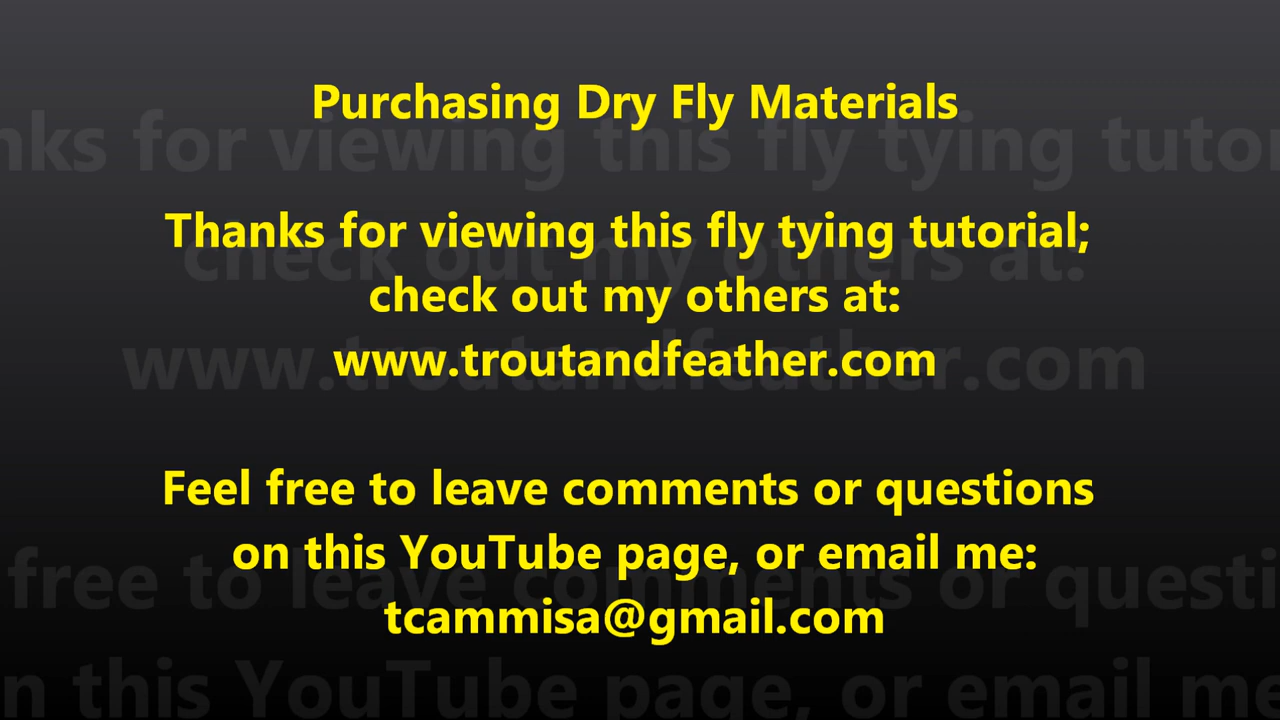 Purchasing Dry Fly Materials
Thanks for viewing this fly tying tutorial;
check out my others at:
www.troutandfeather.com
Feel free to leave comments or questions
on this YouTube page, or email me:
tcammisa@gmail.com